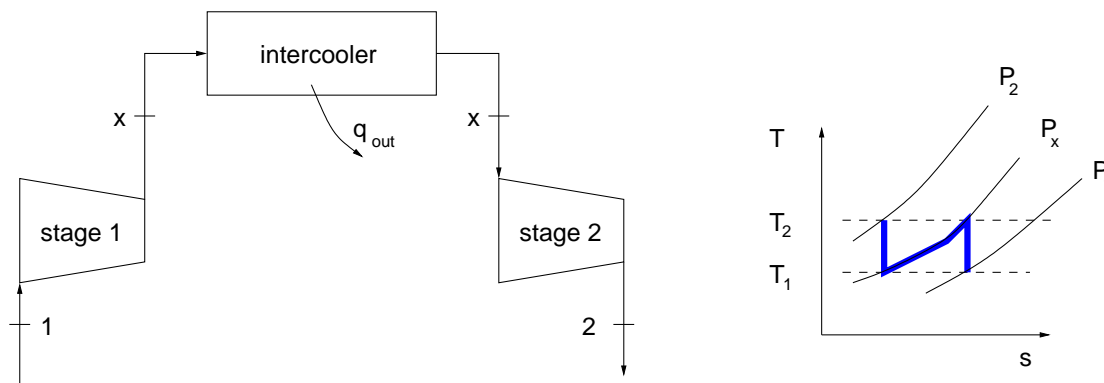 intercooler
x
q out
x
stage 1
stage 2
1
2
P2
Px
P
T
T2
T1
s